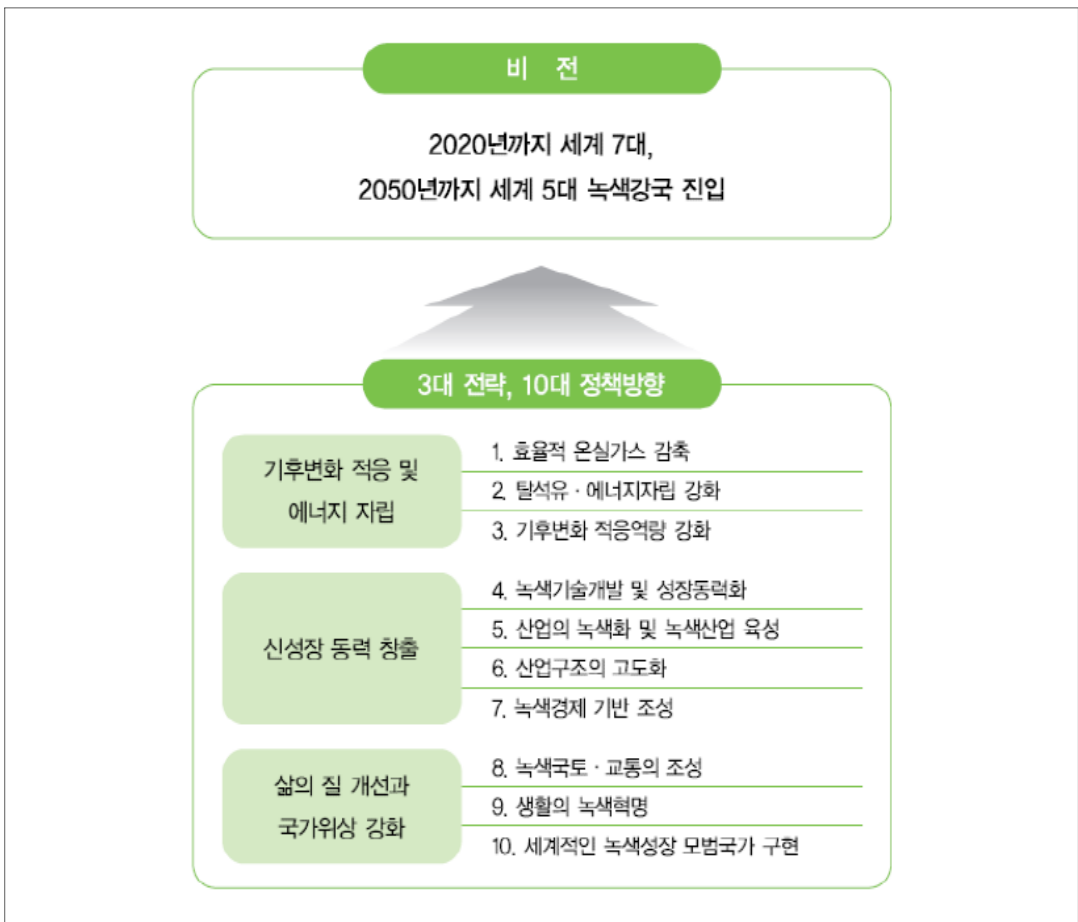 비 전
2020년까지 세계 7대,
2050년까지 세계 5대 녹색강국 진입
3대 전략, 10대 정책방향
기후변화 적응 및
에너지 자립
1. 효율적 온실가스 감축
2. 탈석유 · 에너지자립 강화
3. 기후변화 적응역량 강화
신성장 동력 창출
4. 녹색기술개발 및 성장동력화
5. 산업의 녹색화 및 녹색산업 육성
6. 산업구조의 고도화
7. 녹색경제 기반 조성
삶의 질 개선과
국가위상 강화
8. 녹색국토 · 교통의 조성
9. 생활의 녹색혁명
10. 세계적인 녹색성장 모범국가 구현